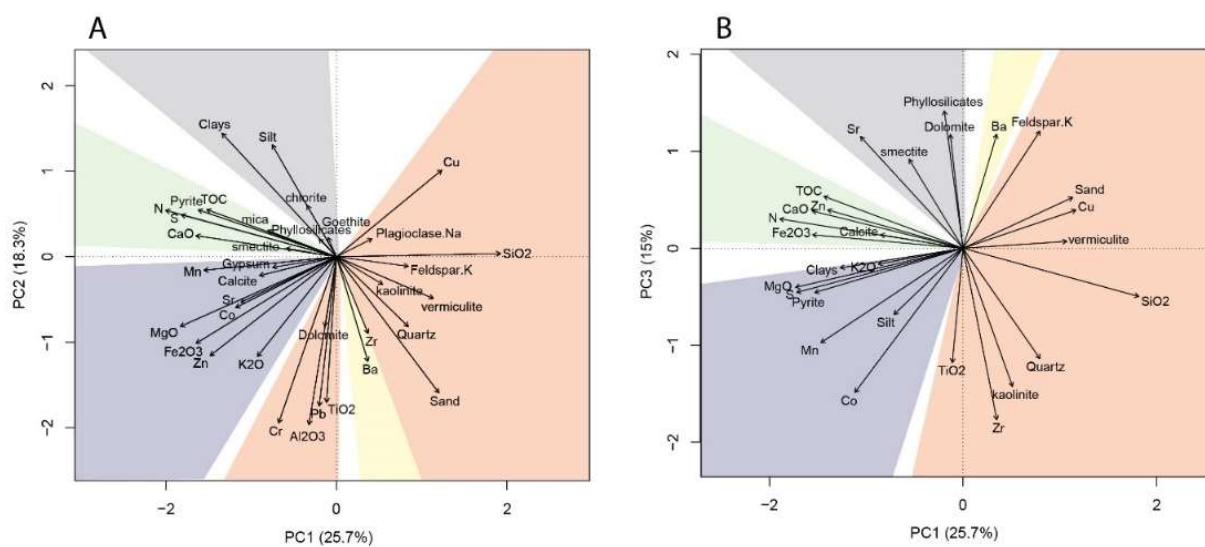 A
PC2 (18.3%)
2
1
0
−1
−2
Clays
Silt
Cu
chlorite
Pyrite
TOC
N
S
mica
Goethite
Phyllosilicates
CaO
Plagioclase.Na
smectite
SiO2
Mn
Gypsum
Feldspar.K
Calcite
kaolinite
Sr
vermiculite
Co
MgO
Dolomite
Zr
Quartz
Fe2O3
Zn
K2O
Ba
Sand
Pb
TiO2
Cr
Al2O3
−2
0
2
PC1 (25.7%)
B
PC3 (15%)
2
1
0
−1
−2
Phyllosilicates
Sr
Dolomite
Ba
Feldspar.K
smectite
TOC
Sand
CaO
Zn
Cu
N
Fe2O3
Calcite
vermiculite
Clays
K2O
MgO
S
Pyrite
SiO2
Silt
Mn
TiO2
Quartz
kaolinite
Co
Zr
−2
0
2
PC1 (25.7%)